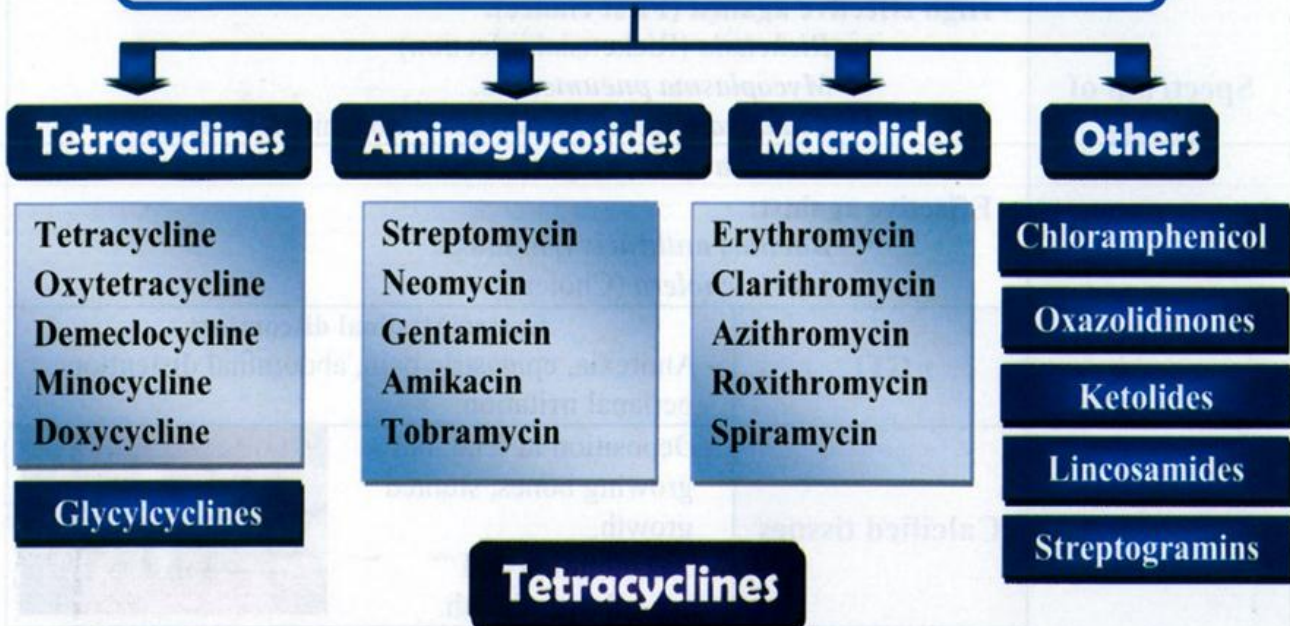 Tetracyclines
Aminoglycosides
Macrolides
Others
Tetracycline
Oxytetracycline
Demeclocycline
Minocycline
Doxycycline
Glycylcyclines
Streptomycin
Neomycin
Gentamicin
Amikacin
Tobramycin
Erythromycin
Clarithromycin
Azithromycin
Roxithromycin
Spiramycin
Chloramphenicol
Oxazolidinones
Ketolides
Lincosamides
Streptogramins
Tetracyclines